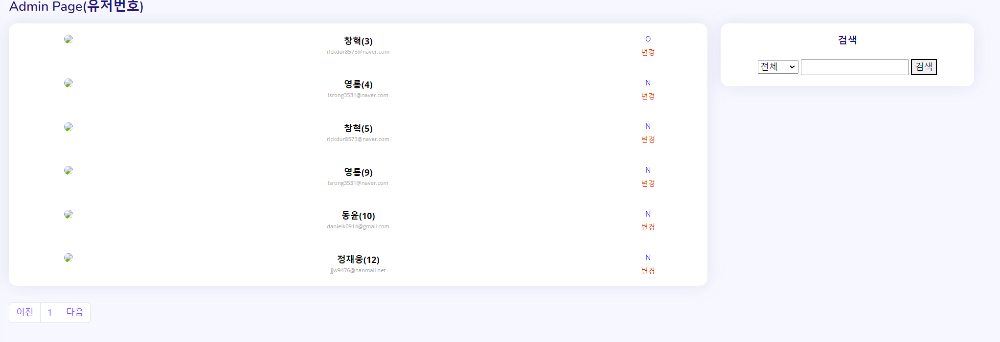 Admin Page(유저번호)
창혁(3)
rlckdur8573@naver.com
O
변경
영롱(4)
lsrong3531@naver.com
N
변경
창혁(5)
rlckdur8573@naver.com
N
변경
영롱(9)
lsrong3531@naver.com
N
변경
동윤(10)
danielk0914@gmail.com
N
변경
정재웅(12)
jjw9476@hanmail.net
N
변경
이전 1 다음
검색
전체 검색